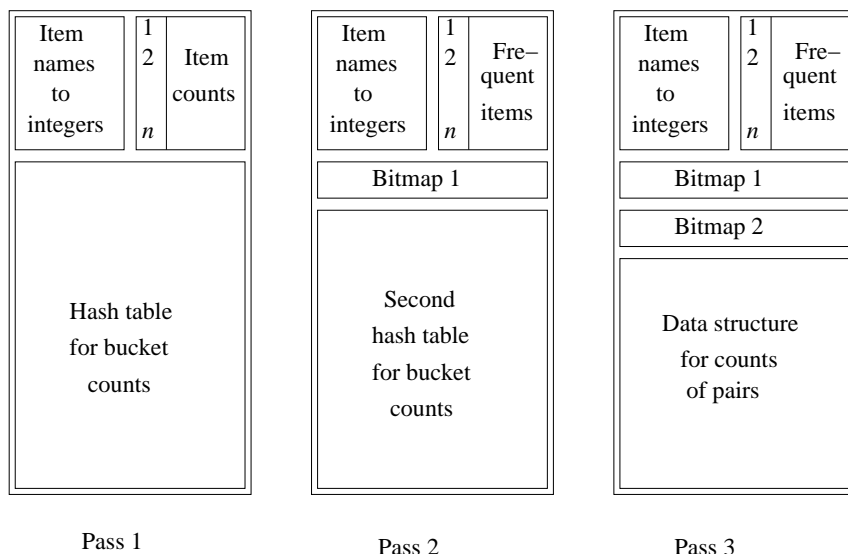 Item
names
to
integers
1
2
n
Item
counts
Hash table
for bucket
counts
Pass 1
Item
names
to
integers
1
2
n
Fre–
quent
items
Bitmap 1
Second
hash table
for bucket
counts
Pass 2
Item
names
to
integers
1
2
n
Fre–
quent
items
Bitmap 1
Bitmap 2
Data structure
for counts
of pairs
Pass 3